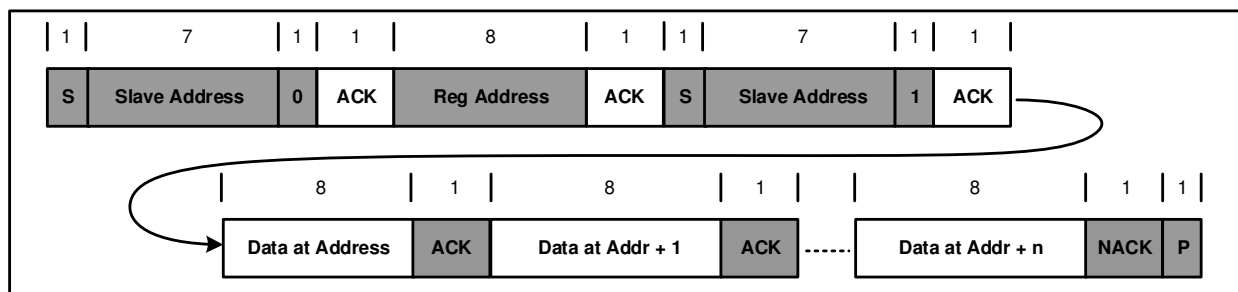 1 7 1 1 8 1 1 7 1 1
S Slave Address 0 ACK Reg Address ACK S Slave Address 1 ACK
8 1 8 1 8 1 1
Data at Address ACK Data at Addr + 1 ACK Data at Addr + n NACK P